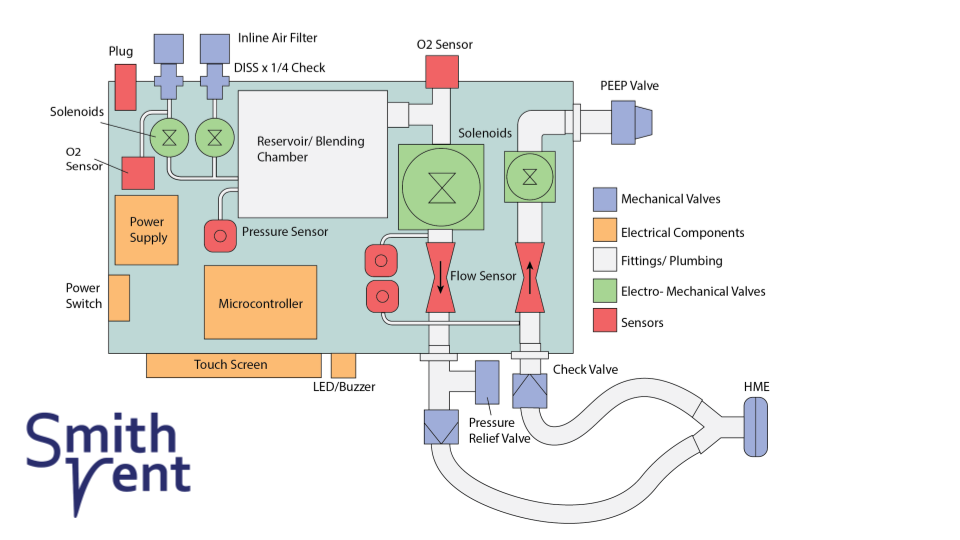 Inline Air Filter
O2 Sensor
Plug
DISS x 1/4 Check
PEEP Valve
Solenoids
Solenoids
Reservoir/ Blending
Chamber
O2
Sensor
Mechanical Valves
Power
Supply
Pressure Sensor
Electrical Components
Fittings/ Plumbing
Flow Sensor
Power
Switch
Microcontroller
Electro- Mechanical Valves
Sensors
Touch Screen
Check Valve
LED/Buzzer
HME
Pressure
Relief Valve
Smith
Vent